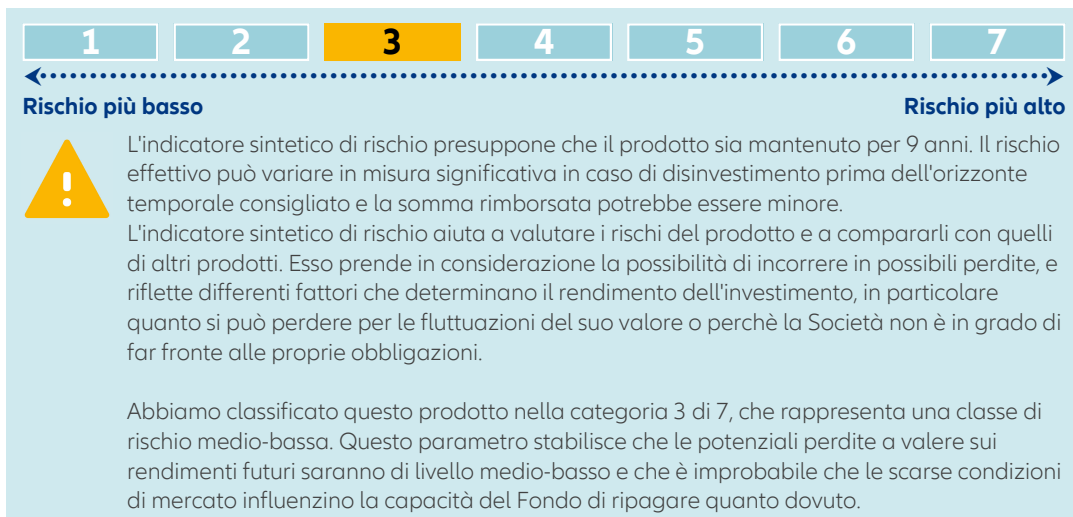 1 2 3 4 5 6 7
Rischio più basso Rischio più alto
L'indicatore sintetico di rischio presuppone che il prodotto sia mantenuto per 9 anni. Il rischio
effettivo può variare in misura significativa in caso di disinvestimento prima dell'orizzonte
temporale consigliato e la somma rimborsata potrebbe essere minore.
L'indicatore sintetico di rischio aiuta a valutare i rischi del prodotto e a compararli con quelli
di altri prodotti. Esso prende in considerazione la possibilità di incorrere in possibili perdite, e
riflette differenti fattori che determinano il rendimento dell'investimento, in particolare
quanto si può perdere per le fluttuazioni del suo valore o perchè la Società non è in grado di
far fronte alle proprie obbligazioni.
Abbiamo classificato questo prodotto nella categoria 3 di 7, che rappresenta una classe di
rischio medio-bassa. Questo parametro stabilisce che le potenziali perdite a valere sui
rendimenti futuri saranno di livello medio-basso e che è improbabile che le scarse condizioni
di mercato influenzino la capacità del Fondo di ripagare quanto dovuto.